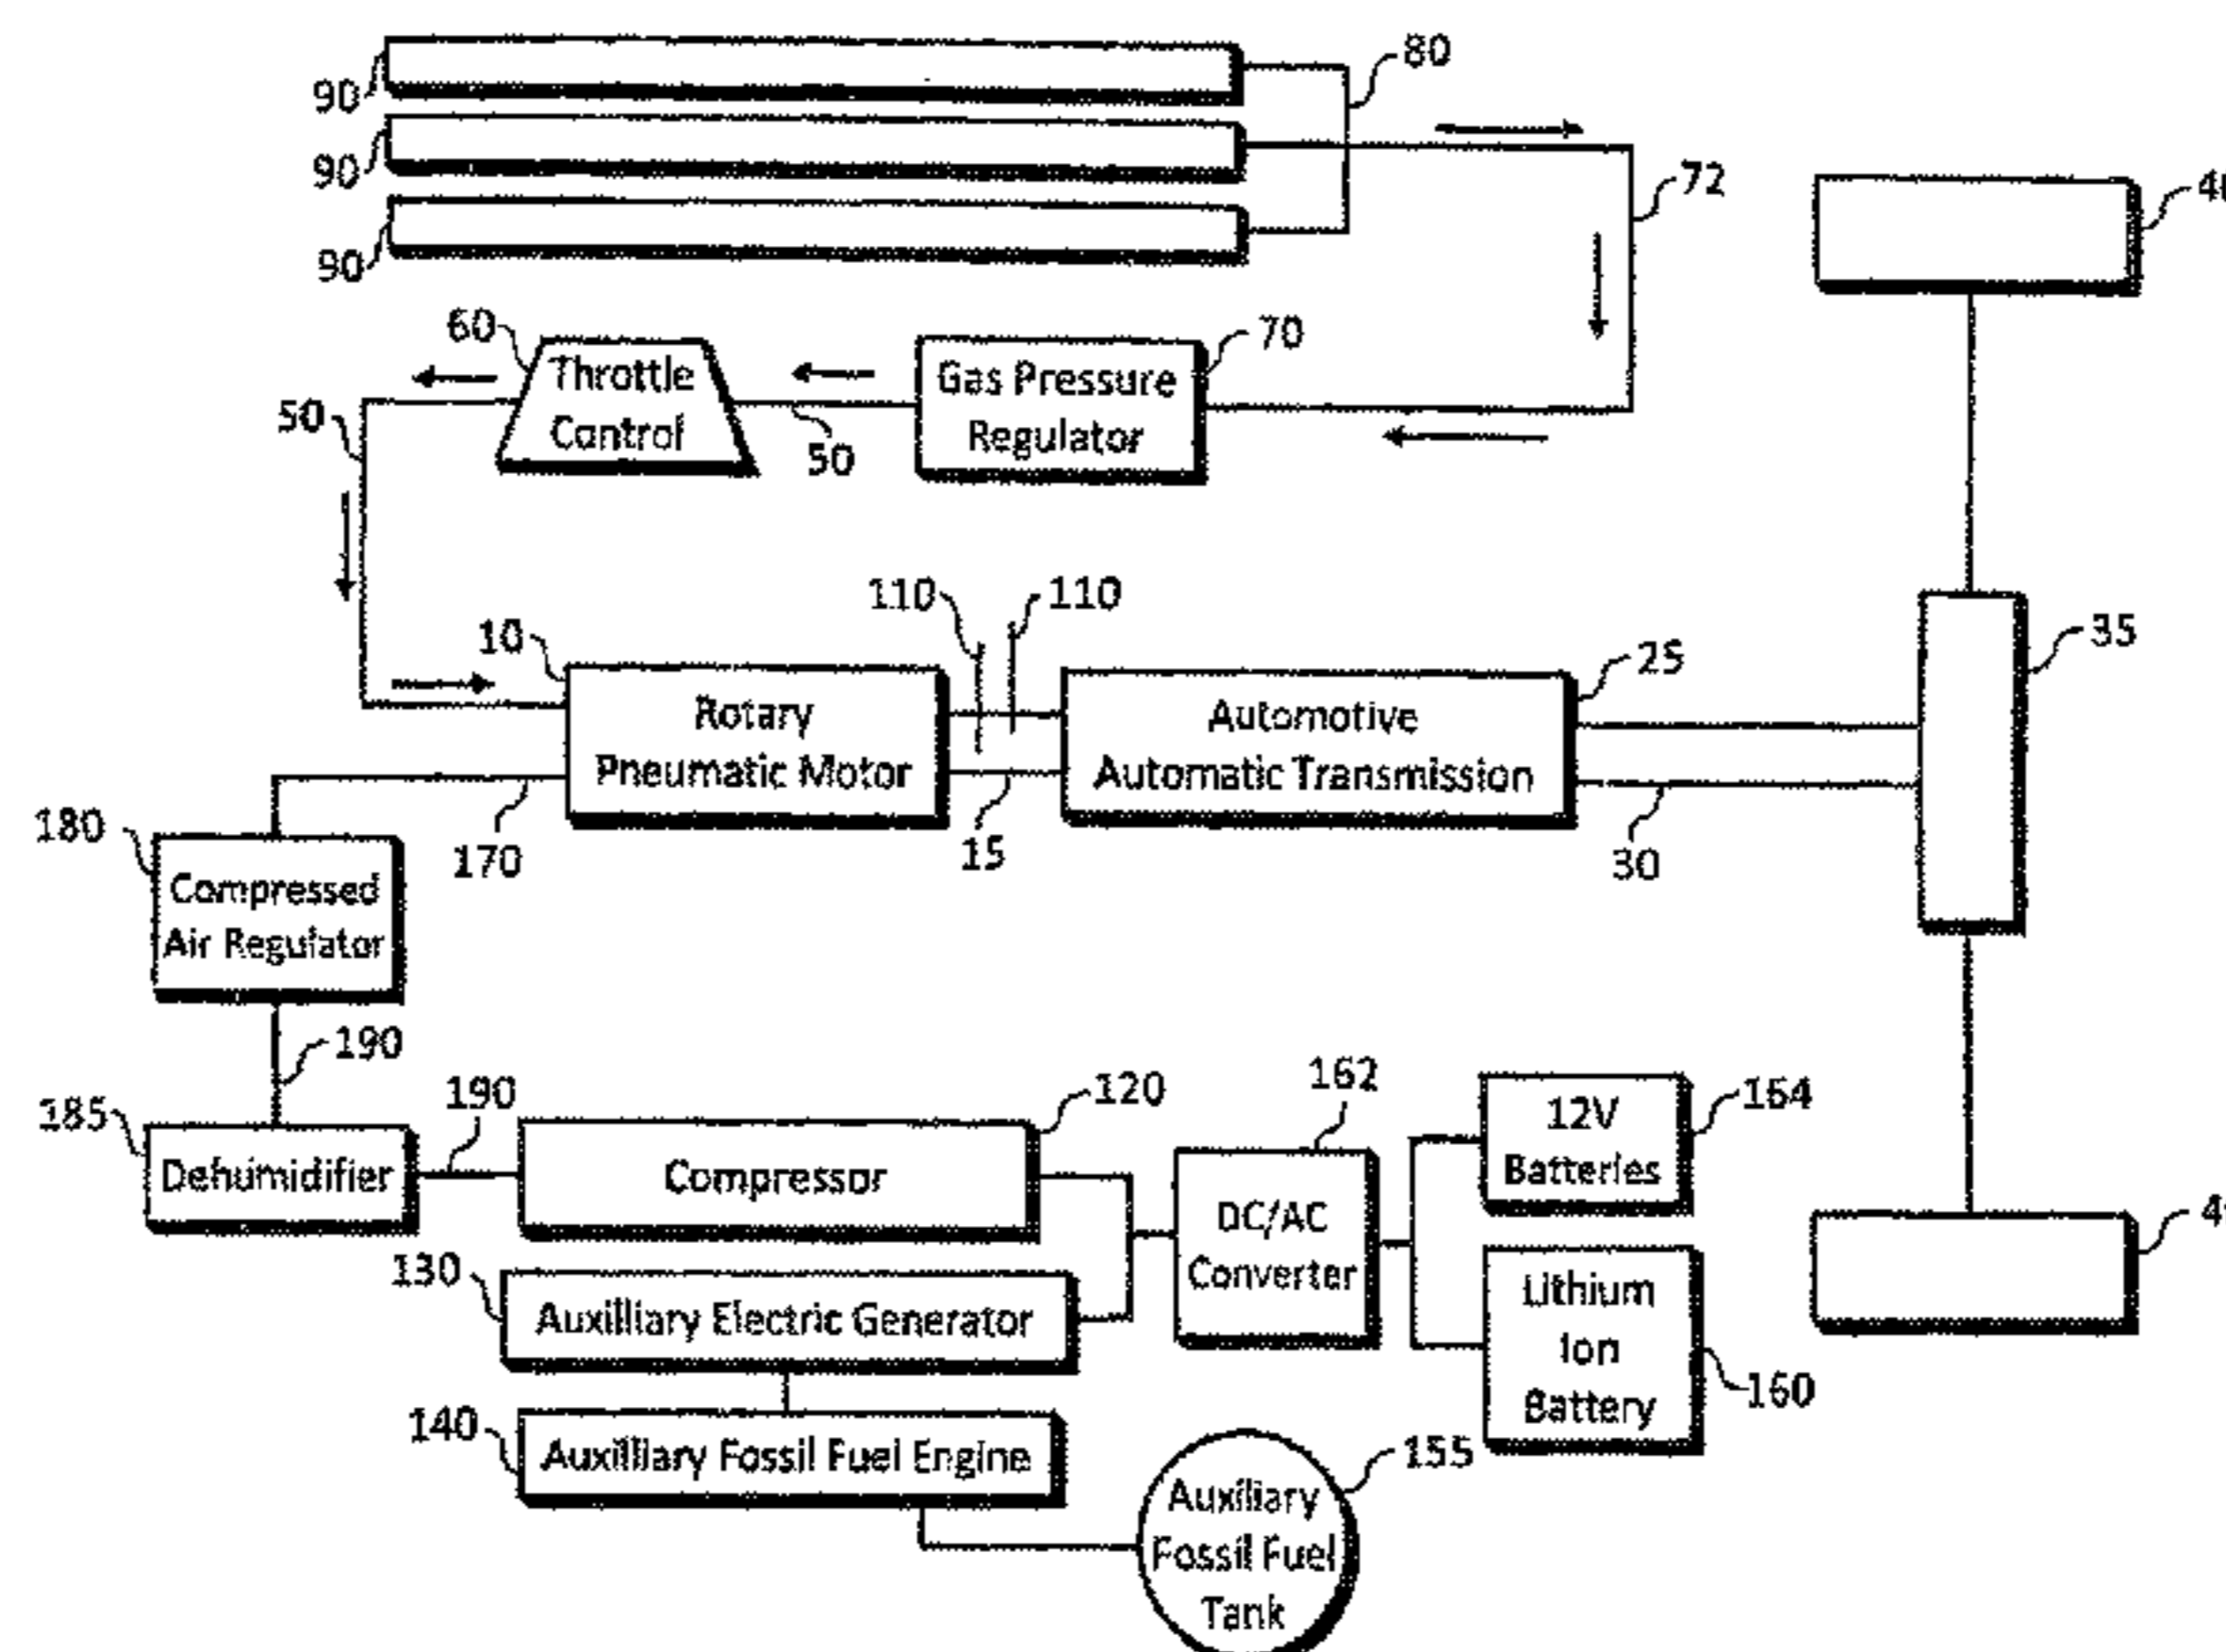 80
90
90
72
90
60
70
Throttle
Control
Gas Pressure
Regulator
50
50
110
110
10
35
25
Rotary
Pneumatic Motor
Automotive
Automatic Transmission
180
170
15
30
Compressed
Air Regulator
190
185
190
120
162
164
12V
Batteries
Dehumidifier
Compressor
DC/AC
Converter
130
Auxilliary Electric Generator
Lithium
Ion
Battery
160
140
Auxilliary Fossil Fuel Engine
155
Auxiliary
Fossil Fuel
Tank